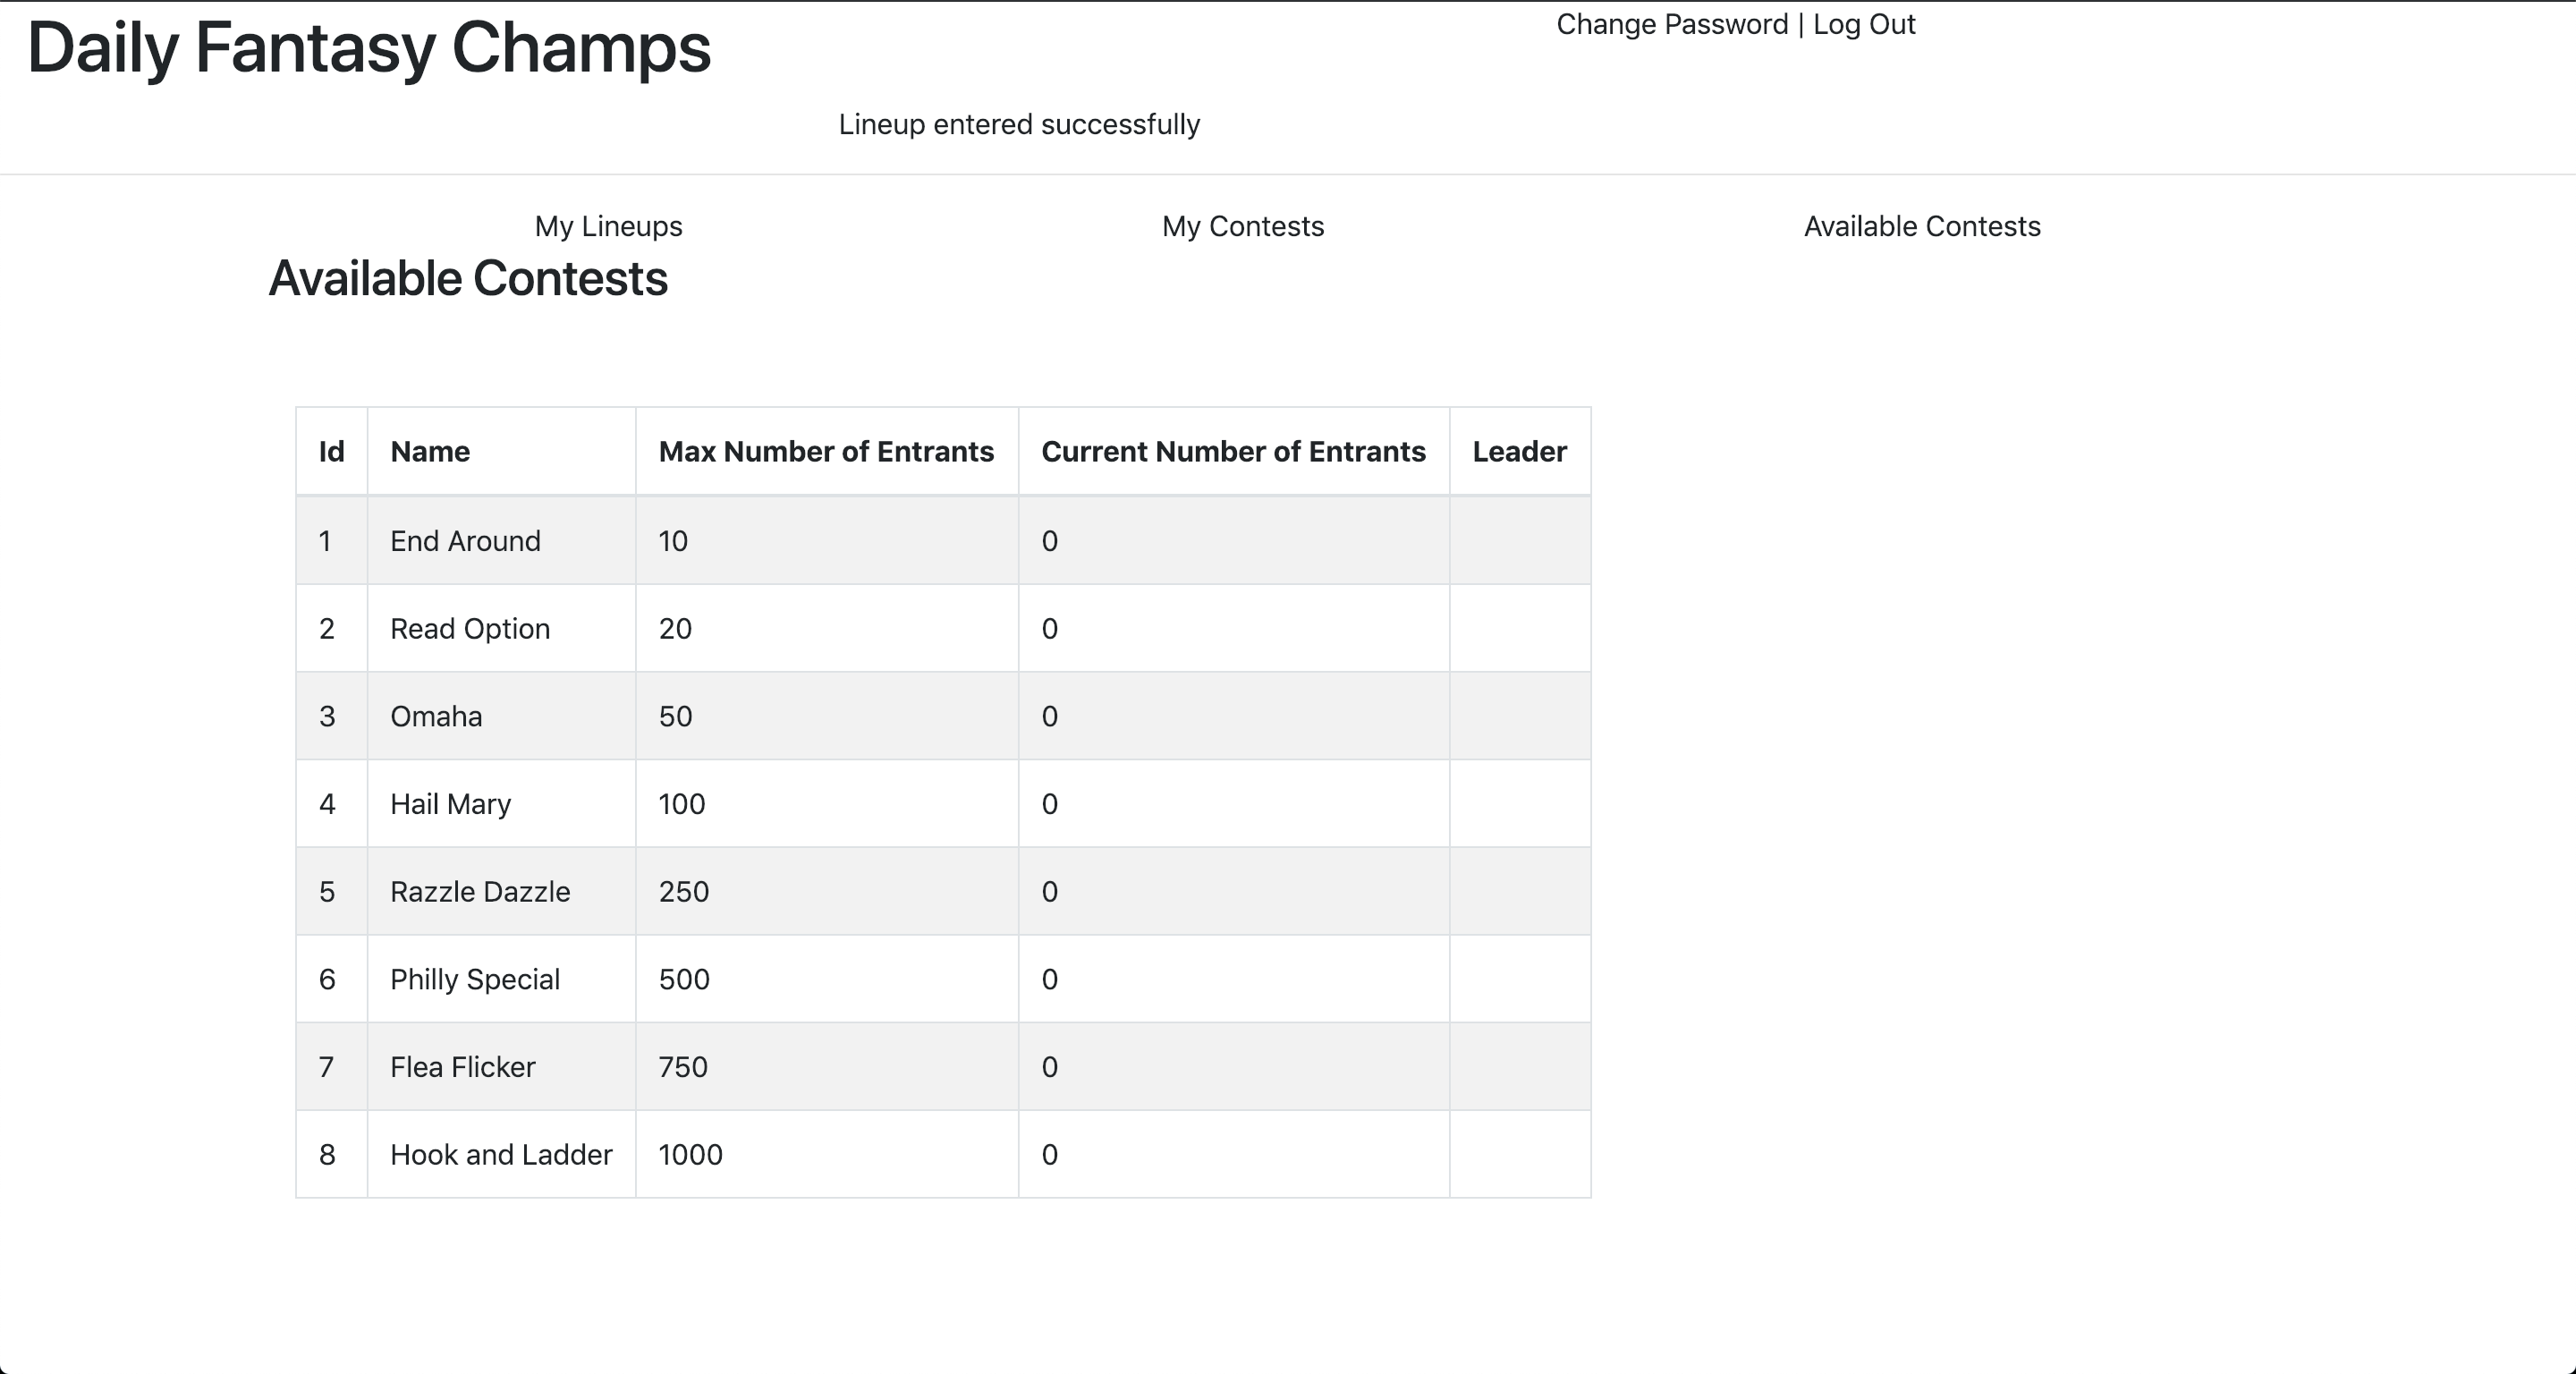 Daily Fantasy Champs
Change Password | Log Out
Lineup entered successfully
My Lineups My Contests Available Contests
Available Contests
Id Name Max Number of Entrants Current Number of Entrants Leader
1 End Around 10 0
2 Read Option 20 0
3 Omaha 50 0
4 Hail Mary 100 0
5 Razzle Dazzle 250 0
6 Philly Special 500 0
7 Flea Flicker 750 0
8 Hook and Ladder 1000 0